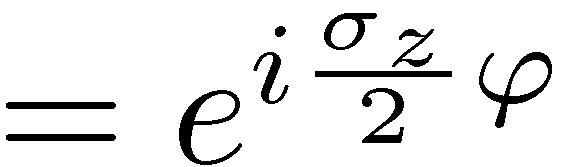 = e^{i \frac{\sigma_z}{2} \varphi}